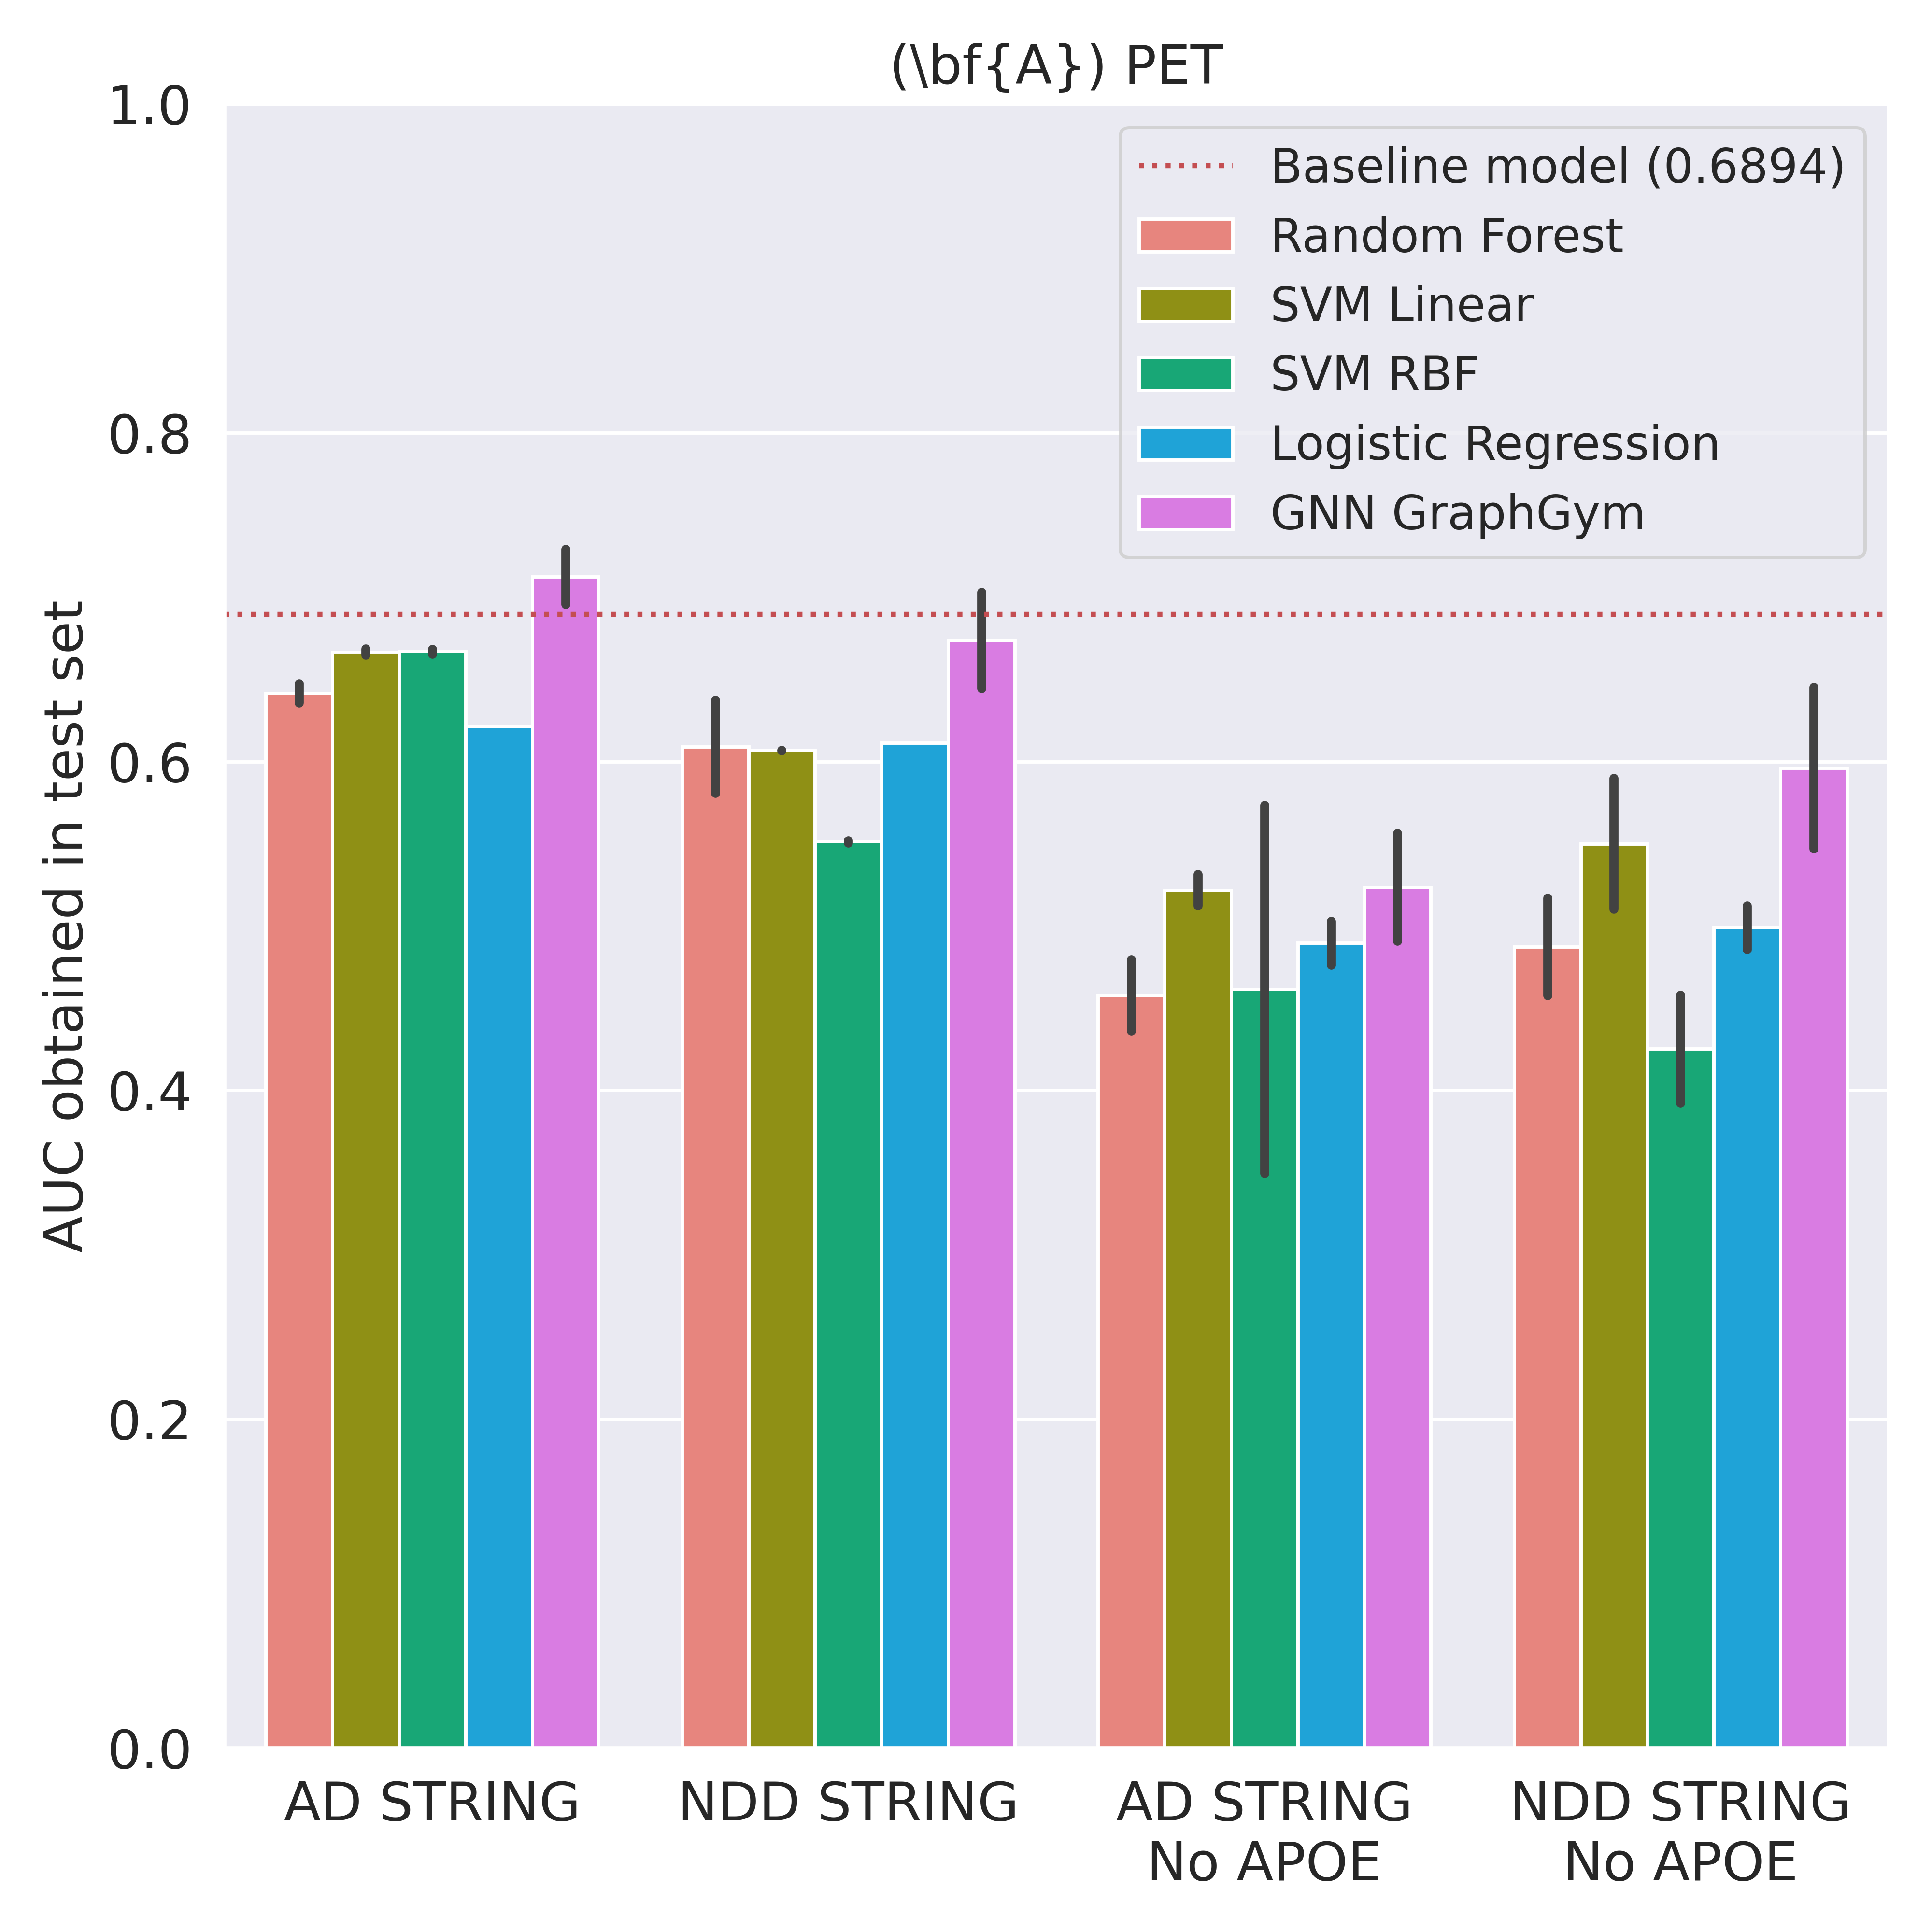 (\bf{A}) PET
1.0
0.8
0.6
0.4
0.2
0.0
AUC obtained in test set
Baseline model (0.6894)
Random Forest
SVM Linear
SVM RBF
Logistic Regression
GNN GraphGym
AD STRING
NDD STRING
AD STRING
No APOE
NDD STRING
No APOE